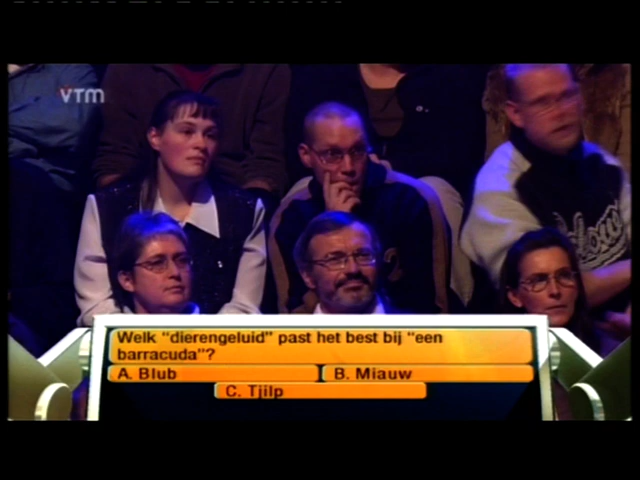 VTM
Welk "dierengeluid" past het best bij "een
barracuda"?
A. Blub
B. Miauw
C. Tjilp